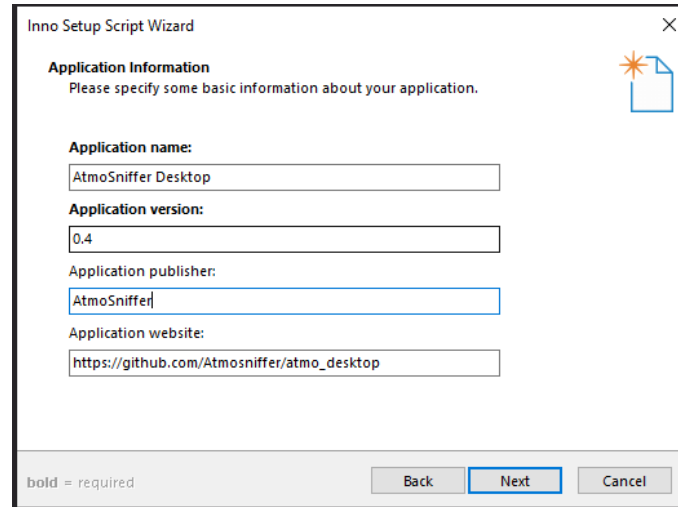 Inno Setup Script Wizard
Application Information
Please specify some basic information about your application.
Application name:
AtmoSniffer Desktop
Application version:
0.4
Application publisher:
AtmoSniffer
Application website:
https://github.com/Atmosniffer/atmo_desktop
bold = required
Back
Next
Cancel